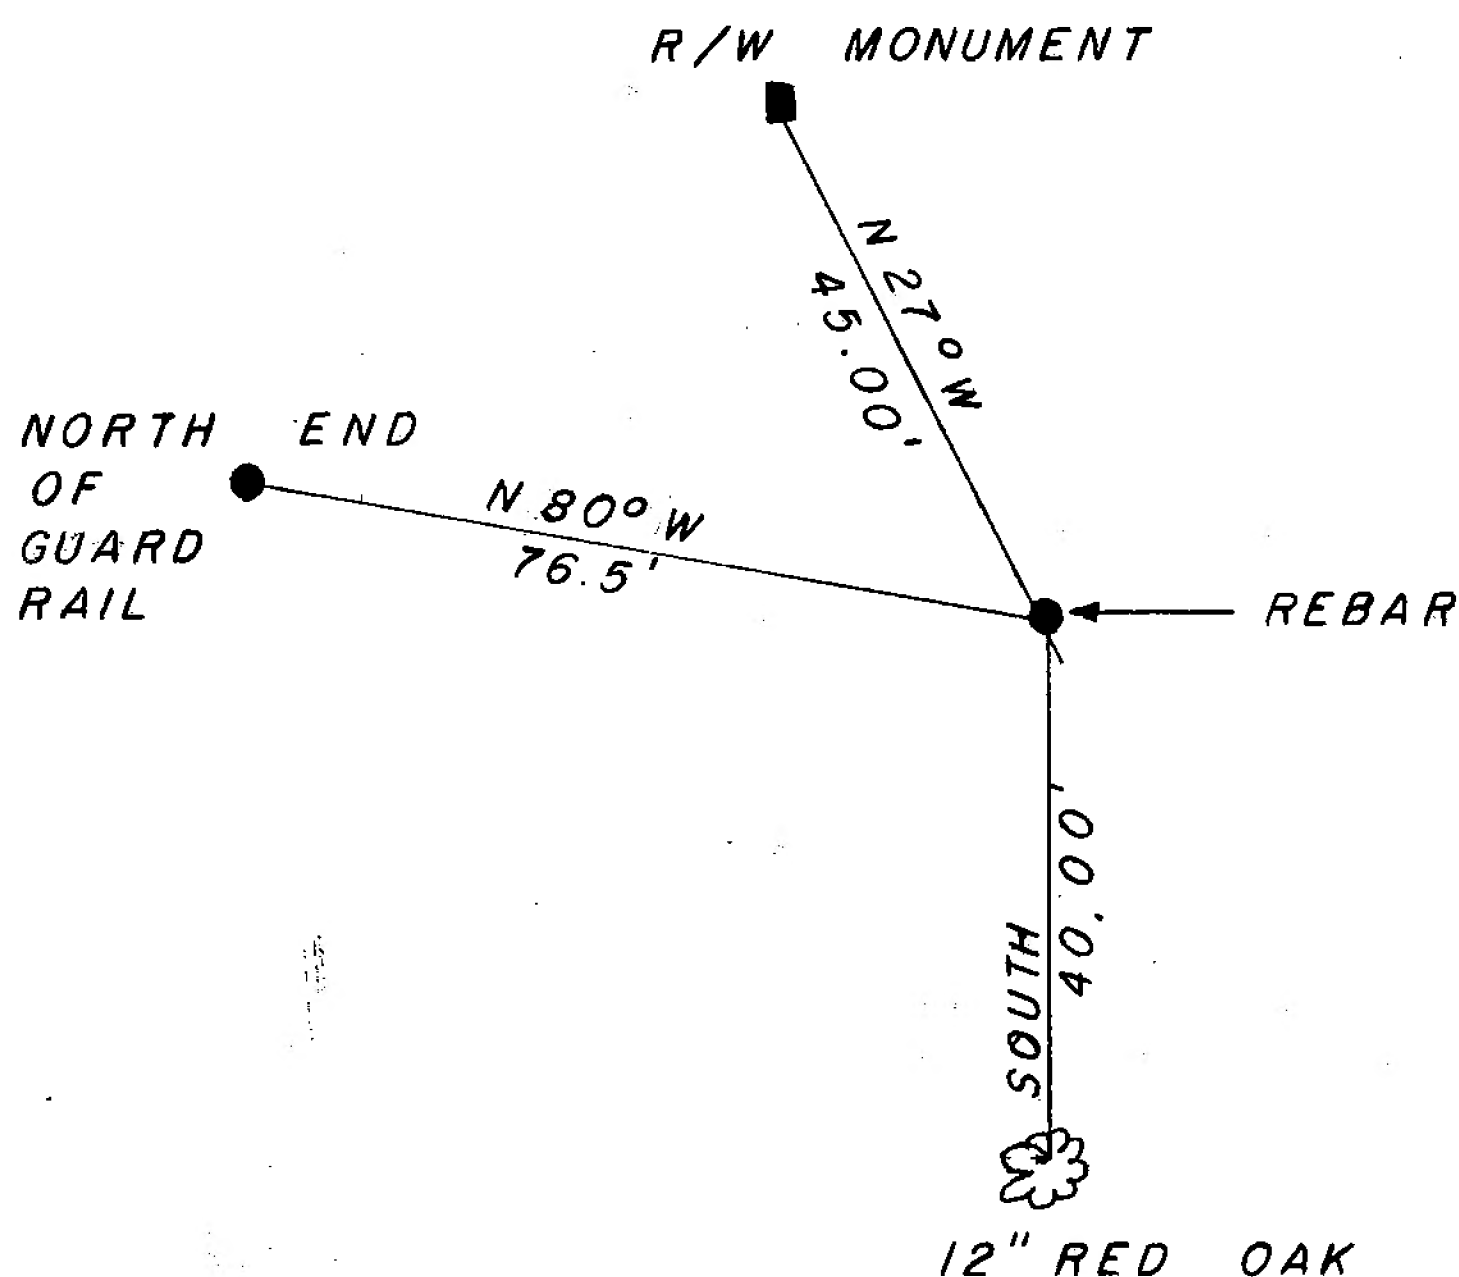 R/W MONUMENT
N 27° W
45.00'
NORTH END
OF
GUARD
RAIL
N 80° W
76.5'
REBAR
SOUTH
40.00'
12" RED OAK